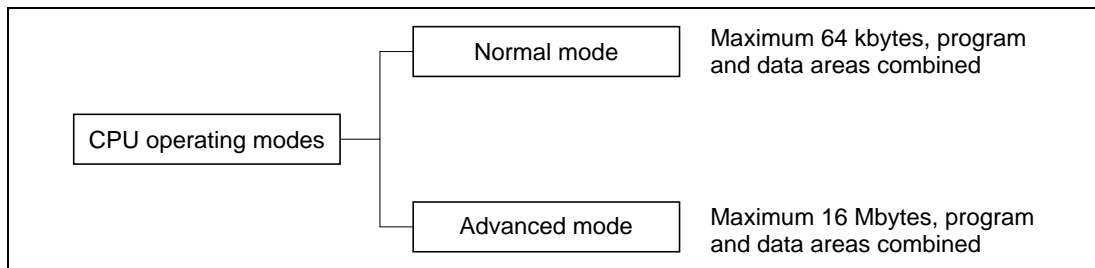 Normal mode
Maximum 64 kbytes, program
and data areas combined
CPU operating modes
Advanced mode
Maximum 16 Mbytes, program
and data areas combined